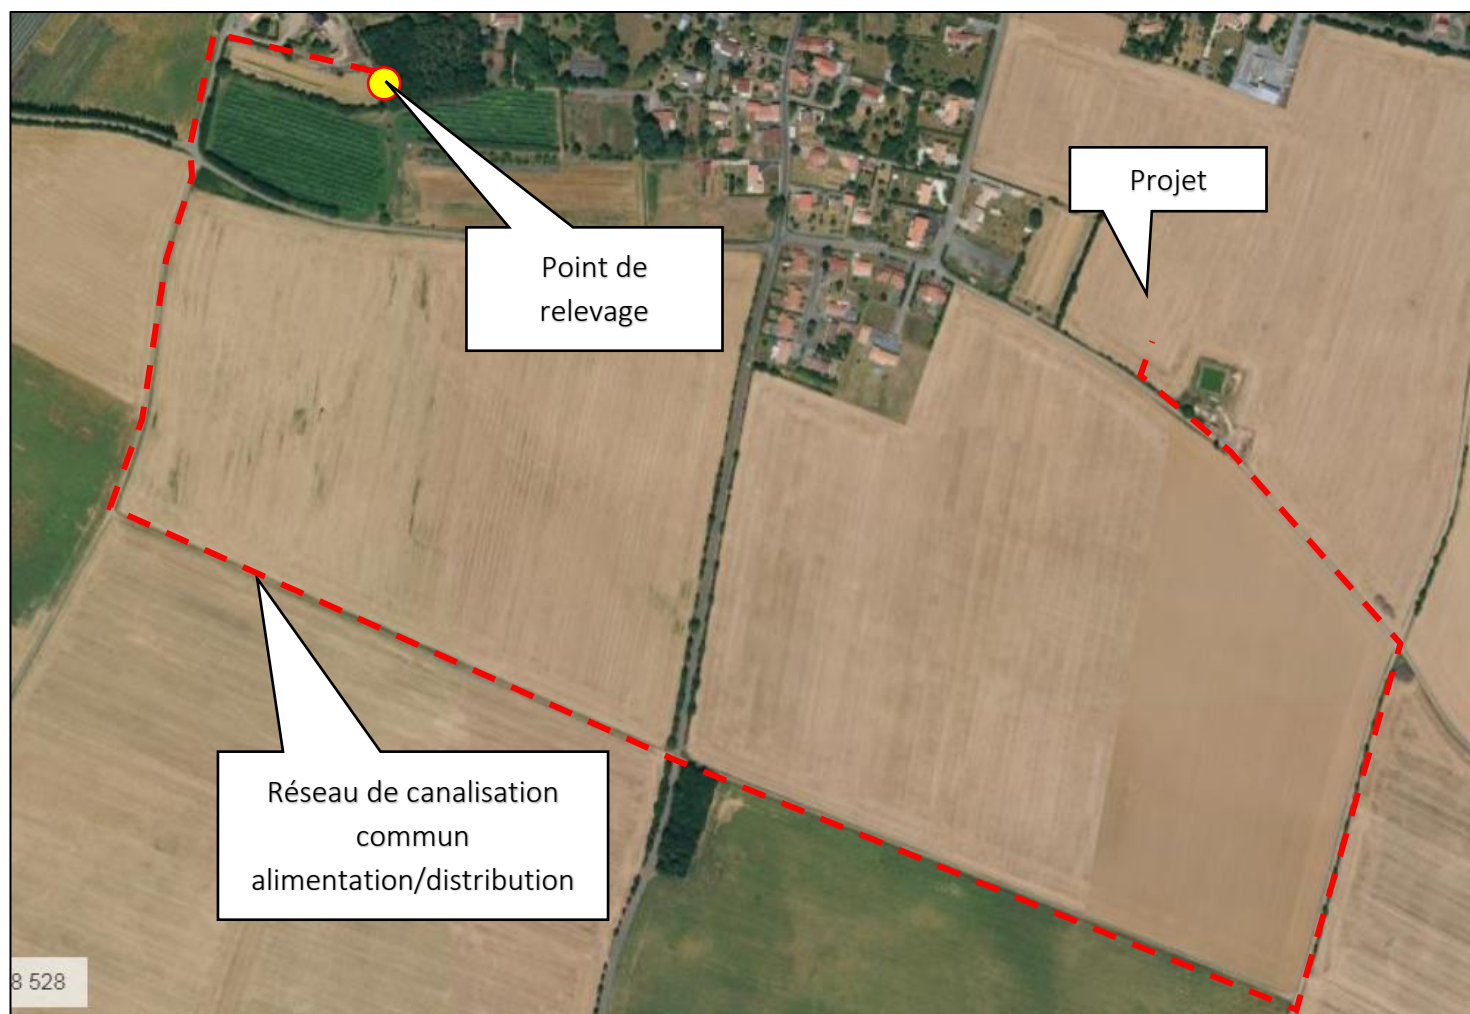 Projet
Point de
relevage
Réseau de canalisation
commun
alimentation/distribution
8 528